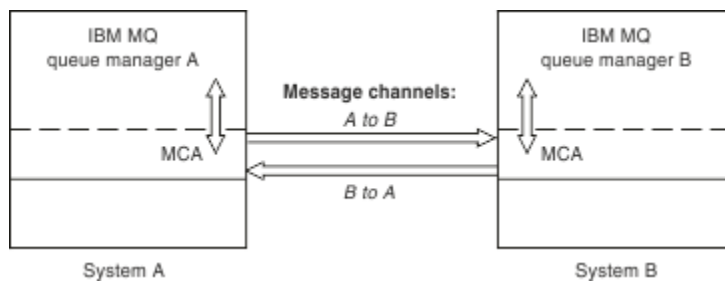 IBM MQ
queue manager A
IBM MQ
queue manager B
Message channels:
A to B
MCA
MCA
B to A
System A
System B